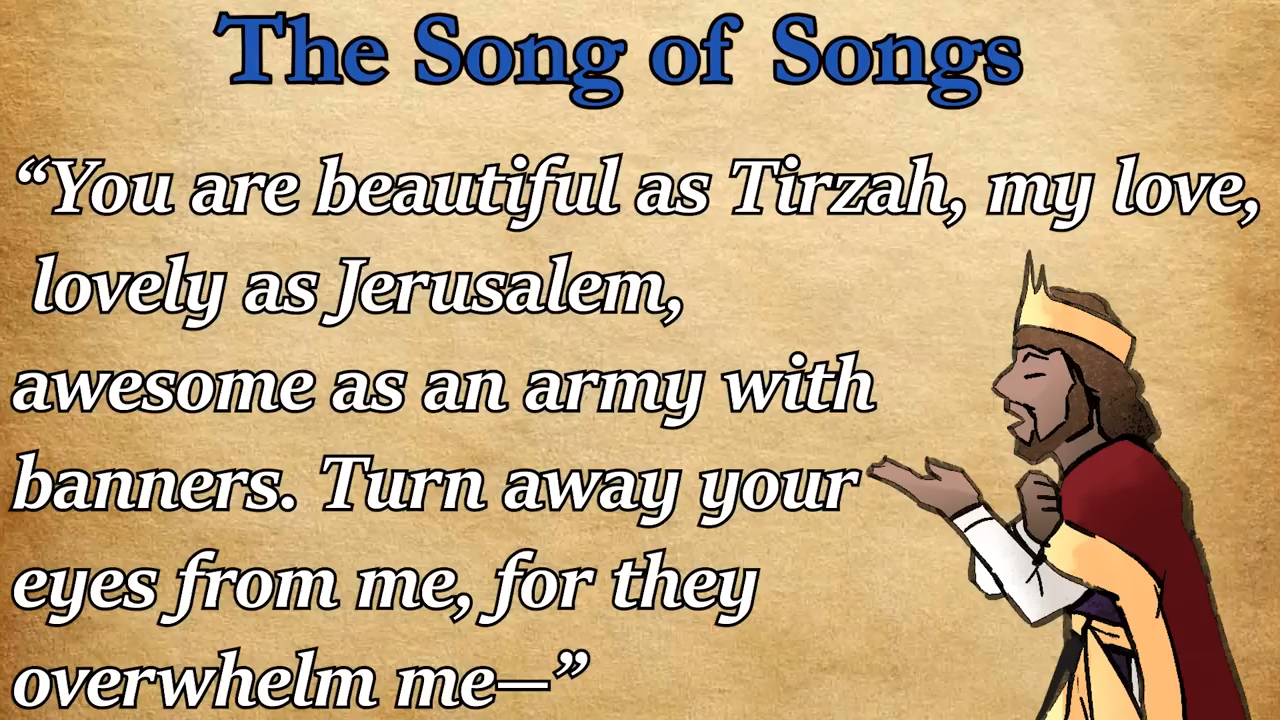 The Song of Songs
“You are beautiful as Tirzah, my love,
lovely as Jerusalem,
awesome as an army with
banners. Turn away your
eyes from me, for they
overwhelm me—”